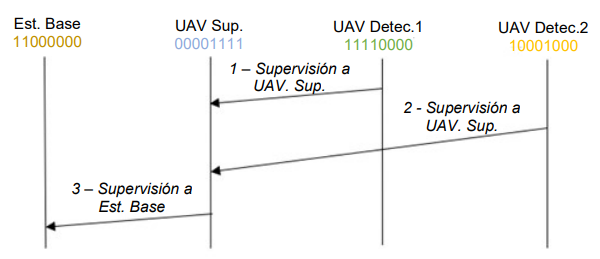 Est. Base
11000000
UAV Sup.
00001111
UAV Detec.1
11110000
UAV Detec.2
10001000
1 – Supervisión a
UAV. Sup.
2 - Supervisión a
UAV. Sup.
3 – Supervisión a
Est. Base